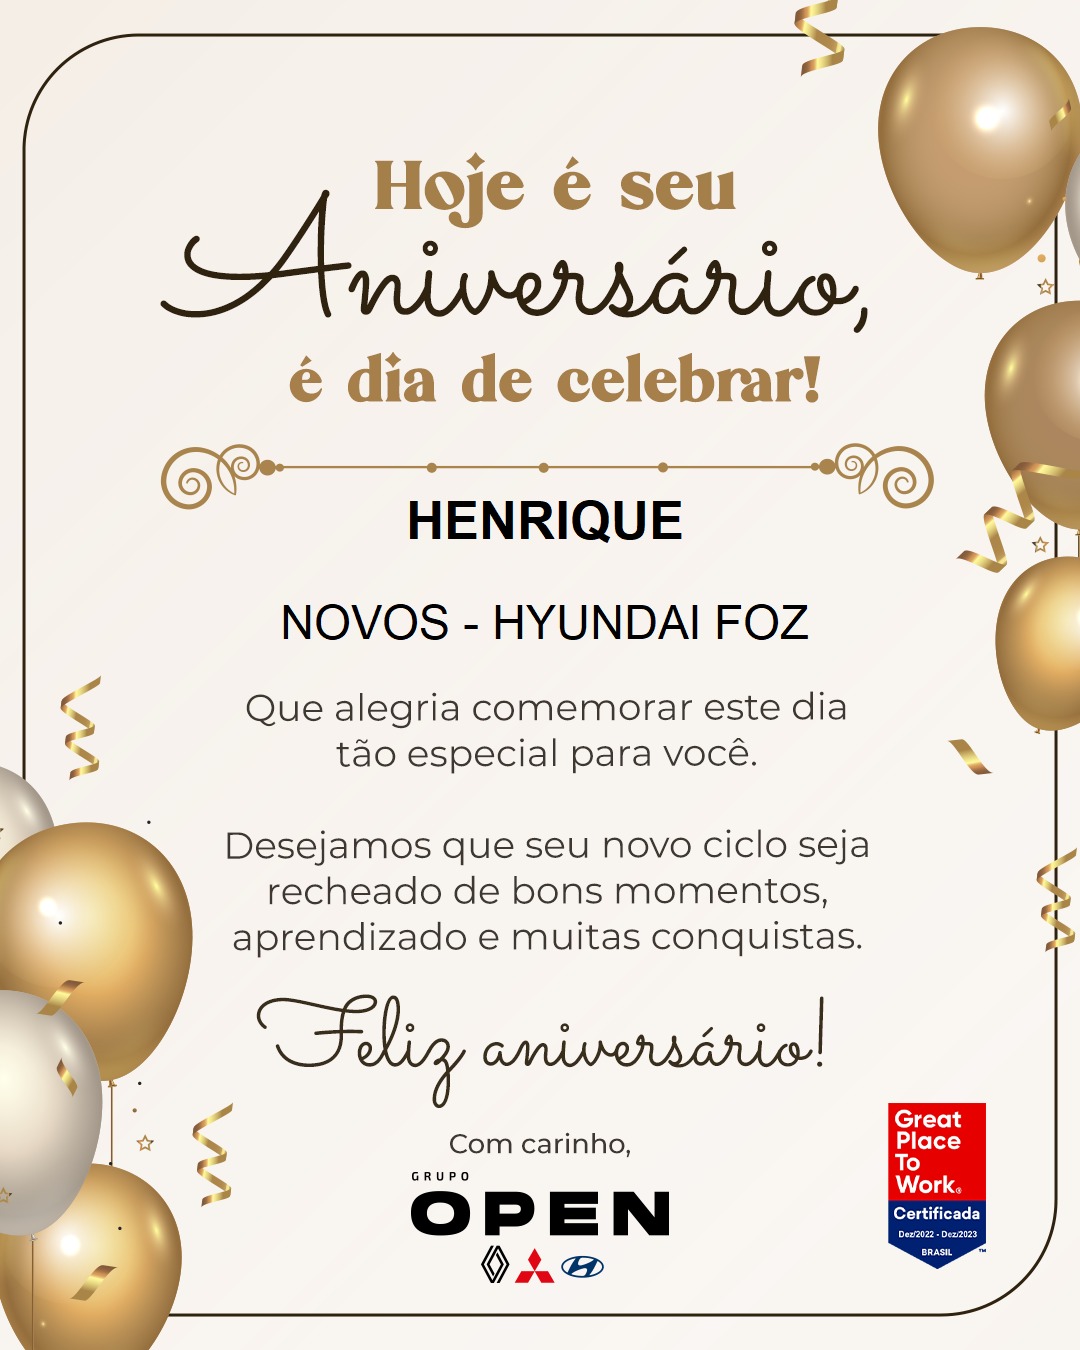 Hoje é seu
Aniversário,
é dia de celebrar!
HENRIQUE
NOVOS - HYUNDAI FOZ
Que alegria comemorar este dia
tão especial para você.
Desejamos que seu novo ciclo seja
recheado de bons momentos,
aprendizado e muitas conquistas.
Feliz aniversário!
Com carinho,
GRUPO
OPEN
Great
Place
To
Work®
Certificada
Dez/2022 - Dez/2023
BRASIL
™